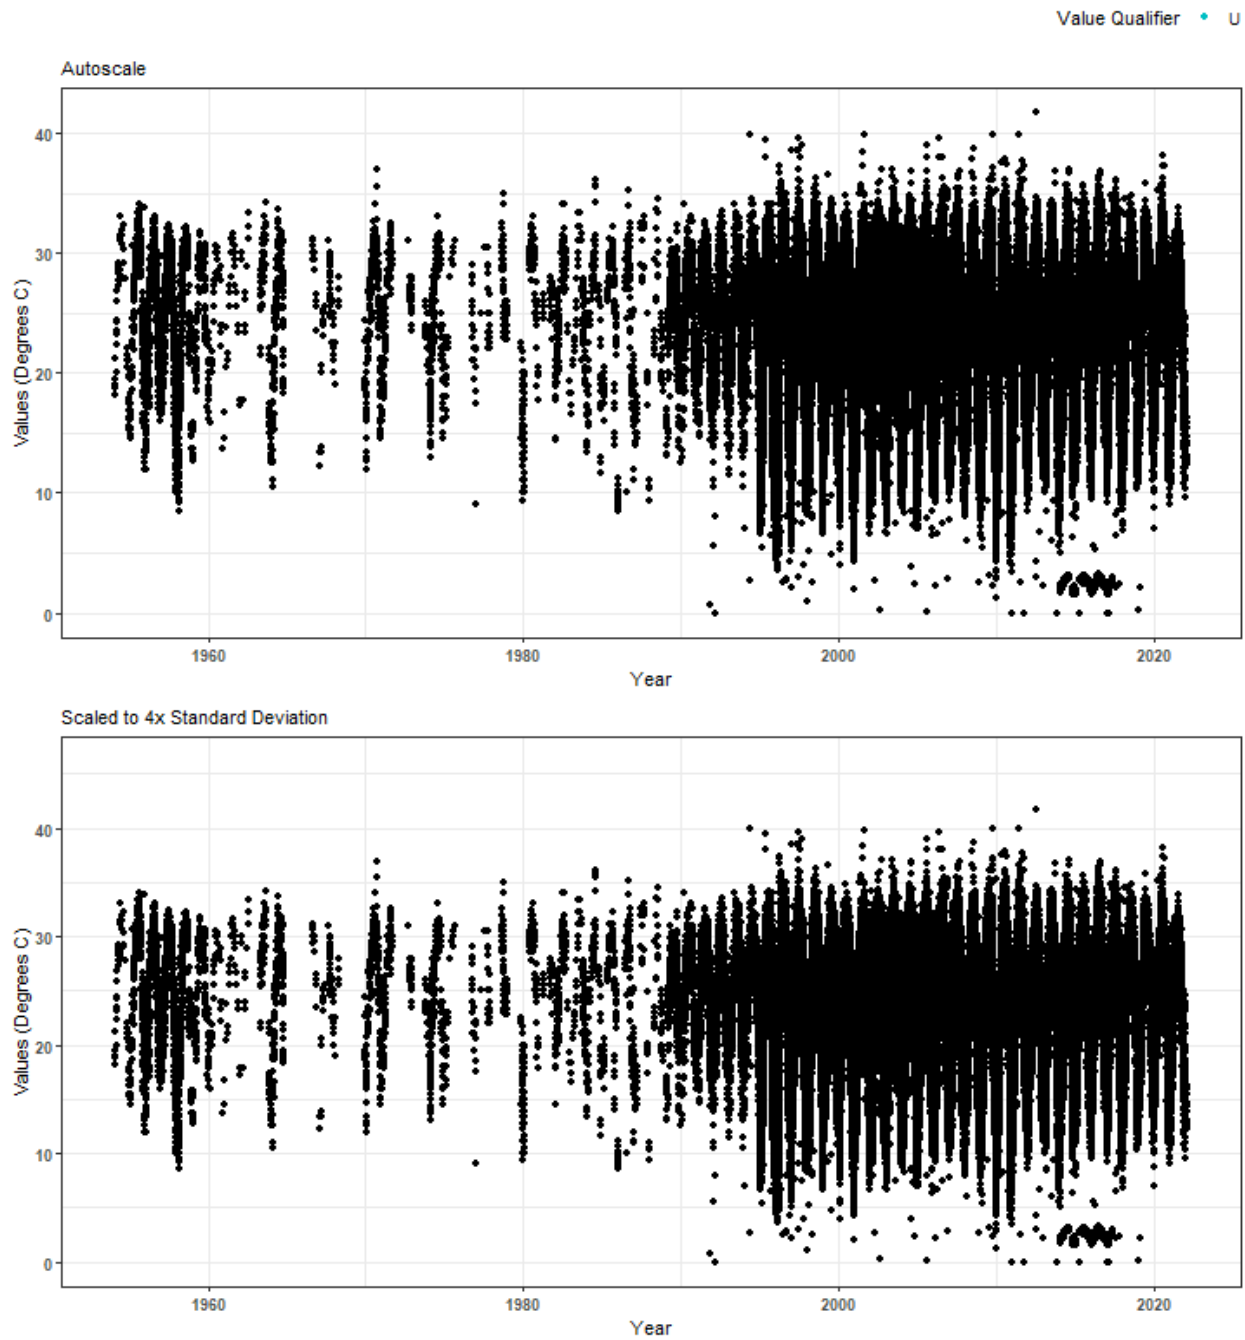 Value Qualifier U
Autoscale
Values (Degrees C)
40
30
20
10
0
1960 1980 2000 2020
Year
Scaled to 4x Standard Deviation
Values (Degrees C)
40
30
20
10
0
1960 1980 2000 2020
Year